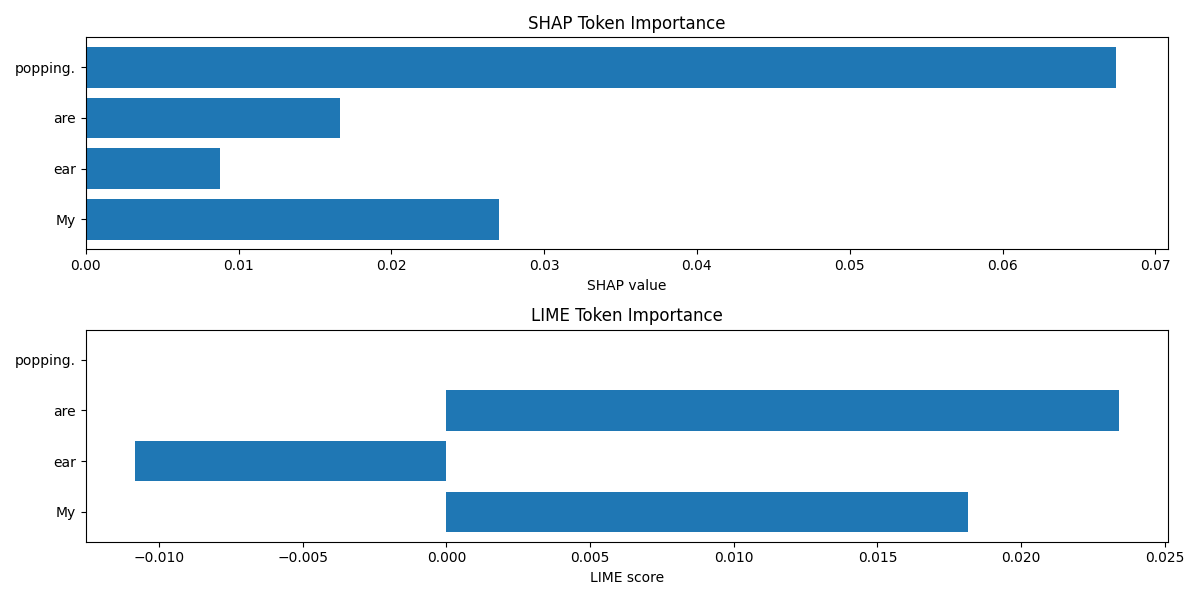 SHAP Token Importance
popping.
are
ear
My
0.00 0.01 0.02 0.03 0.04 0.05 0.06 0.07
SHAP value
LIME Token Importance
popping.
are
ear
My
−0.010 −0.005 0.000 0.005 0.010 0.015 0.020 0.025
LIME score